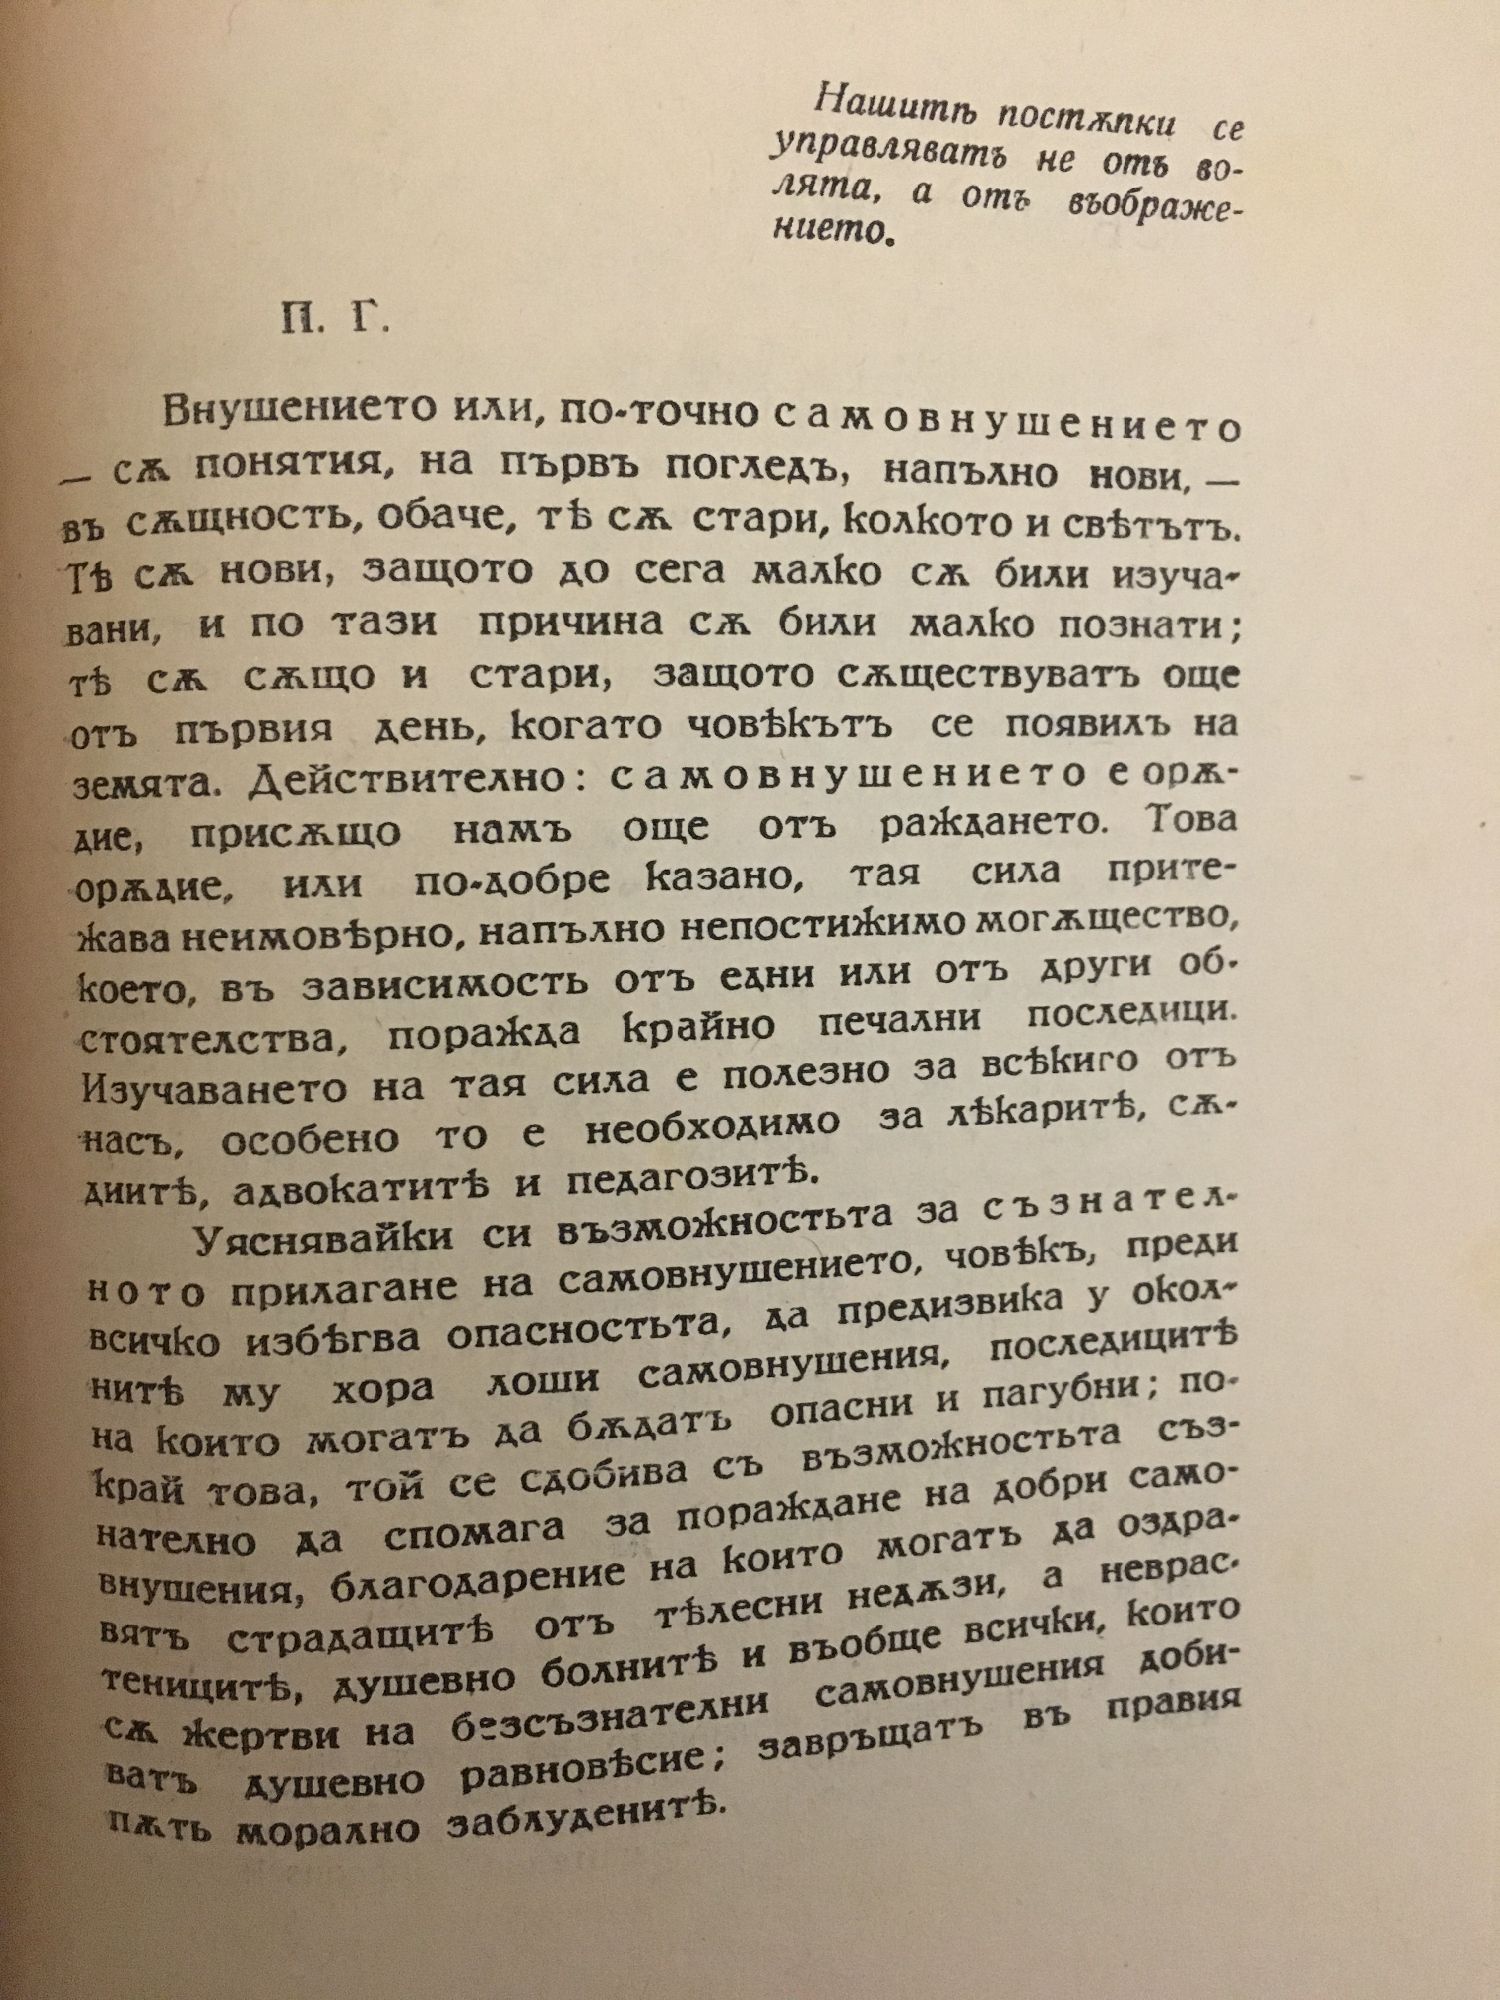 Нашитѣ постѫпки се
управляватъ не отъ во-
лята, а отъ въображе-
нието.
П. Г.
Внушението или, по-точно самовнушението
— сѫ понятия, на първъ погледъ, напълно нови, —
въ сѫщность, обаче, тѣ сѫ стари, колкото и свѣтътъ.
Тѣ сѫ нови, защото до сега малко сѫ били изуча-
вани, и по тази причина сѫ били малко познати;
тѣ сѫ сѫщо и стари, защото сѫществуватъ още
отъ първия день, когато човѣкътъ се появилъ на
земята. Действително: самовнушението е орѫ-
дие, присѫщо намъ още отъ раждането. Това
орѫдие, или по-добре казано, тая сила прите-
жава неимовѣрно, напълно непостижимо могѫщество,
което, въ зависимость отъ едни или отъ други об-
стоятелства, поражда крайно печални последици.
Изучаването на тая сила е полезно за всѣкиго отъ
насъ, особено то е необходимо за лѣкаритѣ, сѫ-
диитѣ, адвокатитѣ и педагозитѣ.
Уяснявайки си възможностьта за съзнател-
ното прилагане на самовнушението, човѣкъ, преди
всичко избѣгва опасностьта, да предизвика у окол-
нитѣ му хора лоши самовнушения, последицитѣ
на които могатъ да бѫдатъ опасни и пагубни; по-
край това, той се сдобива съ възможностьта съз-
нателно да спомага за пораждане на добри само-
внушения, благодарение на които могатъ да оздра-
вятъ страдащитѣ отъ тѣлесни недѫзи, а неврас-
теницитѣ, душевно болнитѣ и въобще всички, които
сѫ жертви на безсъзнателни самовнушения доби-
ватъ душевно равновѣсие; завръщатъ въ правия
пѫть морално заблуденитѣ.